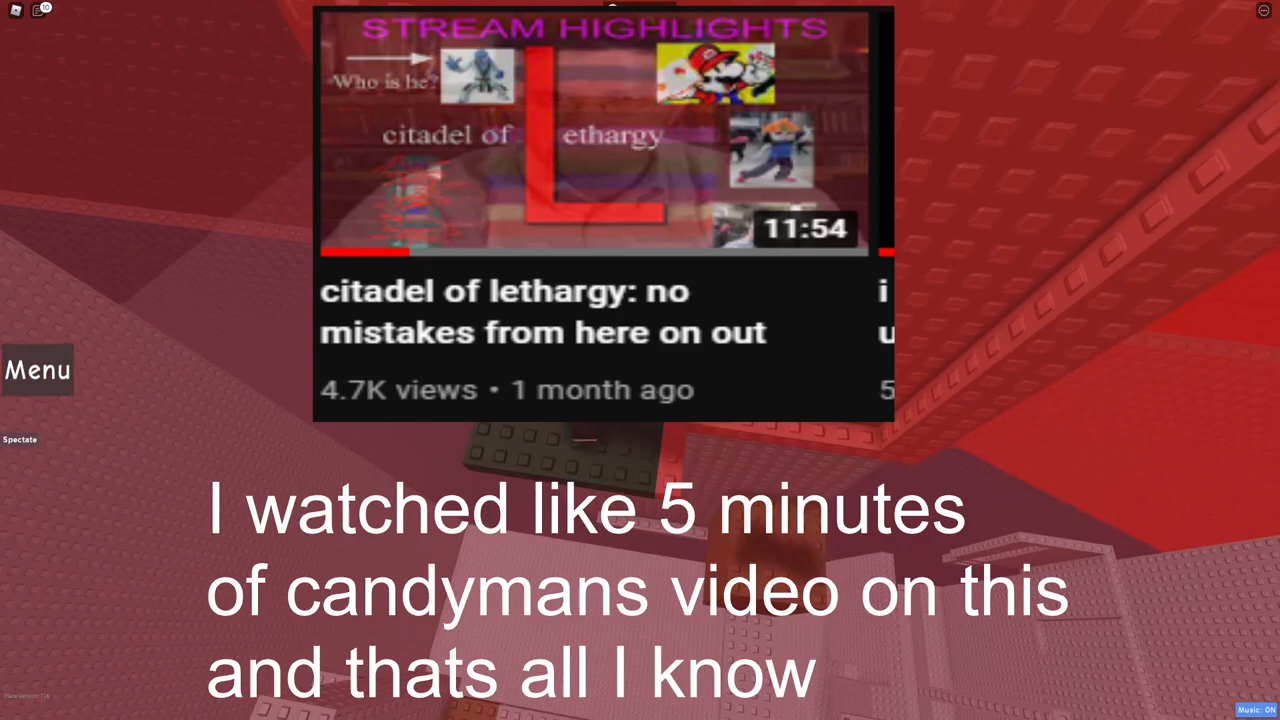 10
STREAM HIGHLIGHTS
Who is he?
citadel of L ethargy
11:54
citadel of lethargy: no
mistakes from here on out
4.7K views • 1 month ago
i
u
5
Menu
Spectate
I watched like 5 minutes
of candymans video on this
and thats all I know
Music: ON